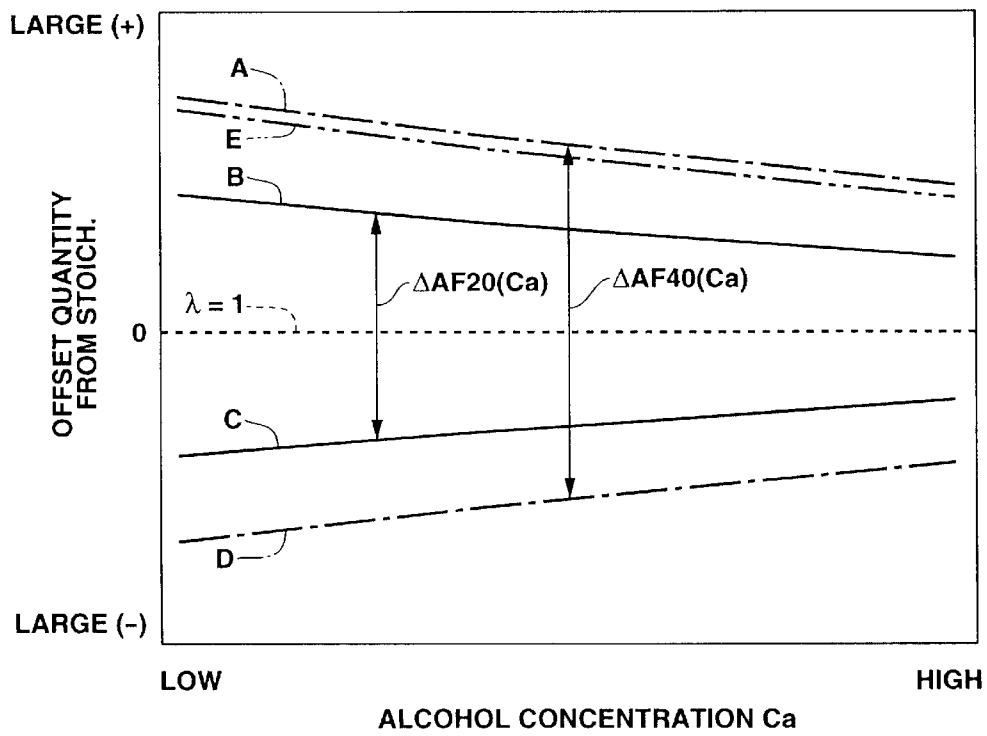 LARGE (+)
A
E
B
OFFSET QUANTITY
FROM STOICH.
ΔAF20(Ca)
ΔAF40(Ca)
λ = 1
0
C
D
LARGE (–)
LOW
HIGH
ALCOHOL CONCENTRATION Ca